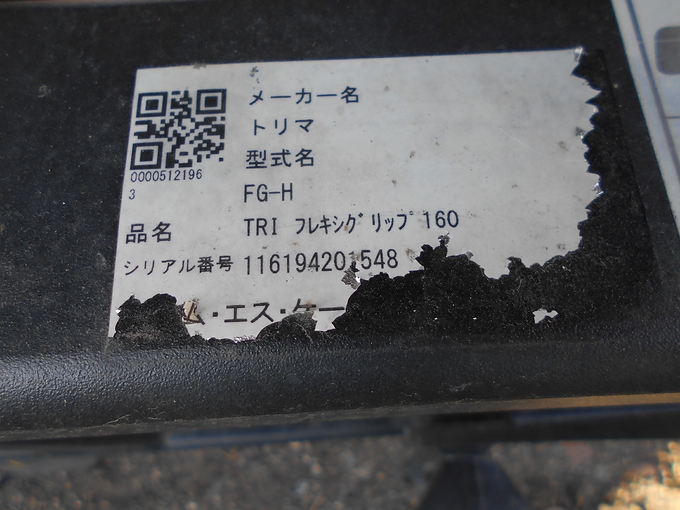 メーカー名
トリマ
型式名
0000512196
3
FG-H
品名 TRI フレキシグリップ 160
シリアル番号 116194201548
ム・エス・ケー